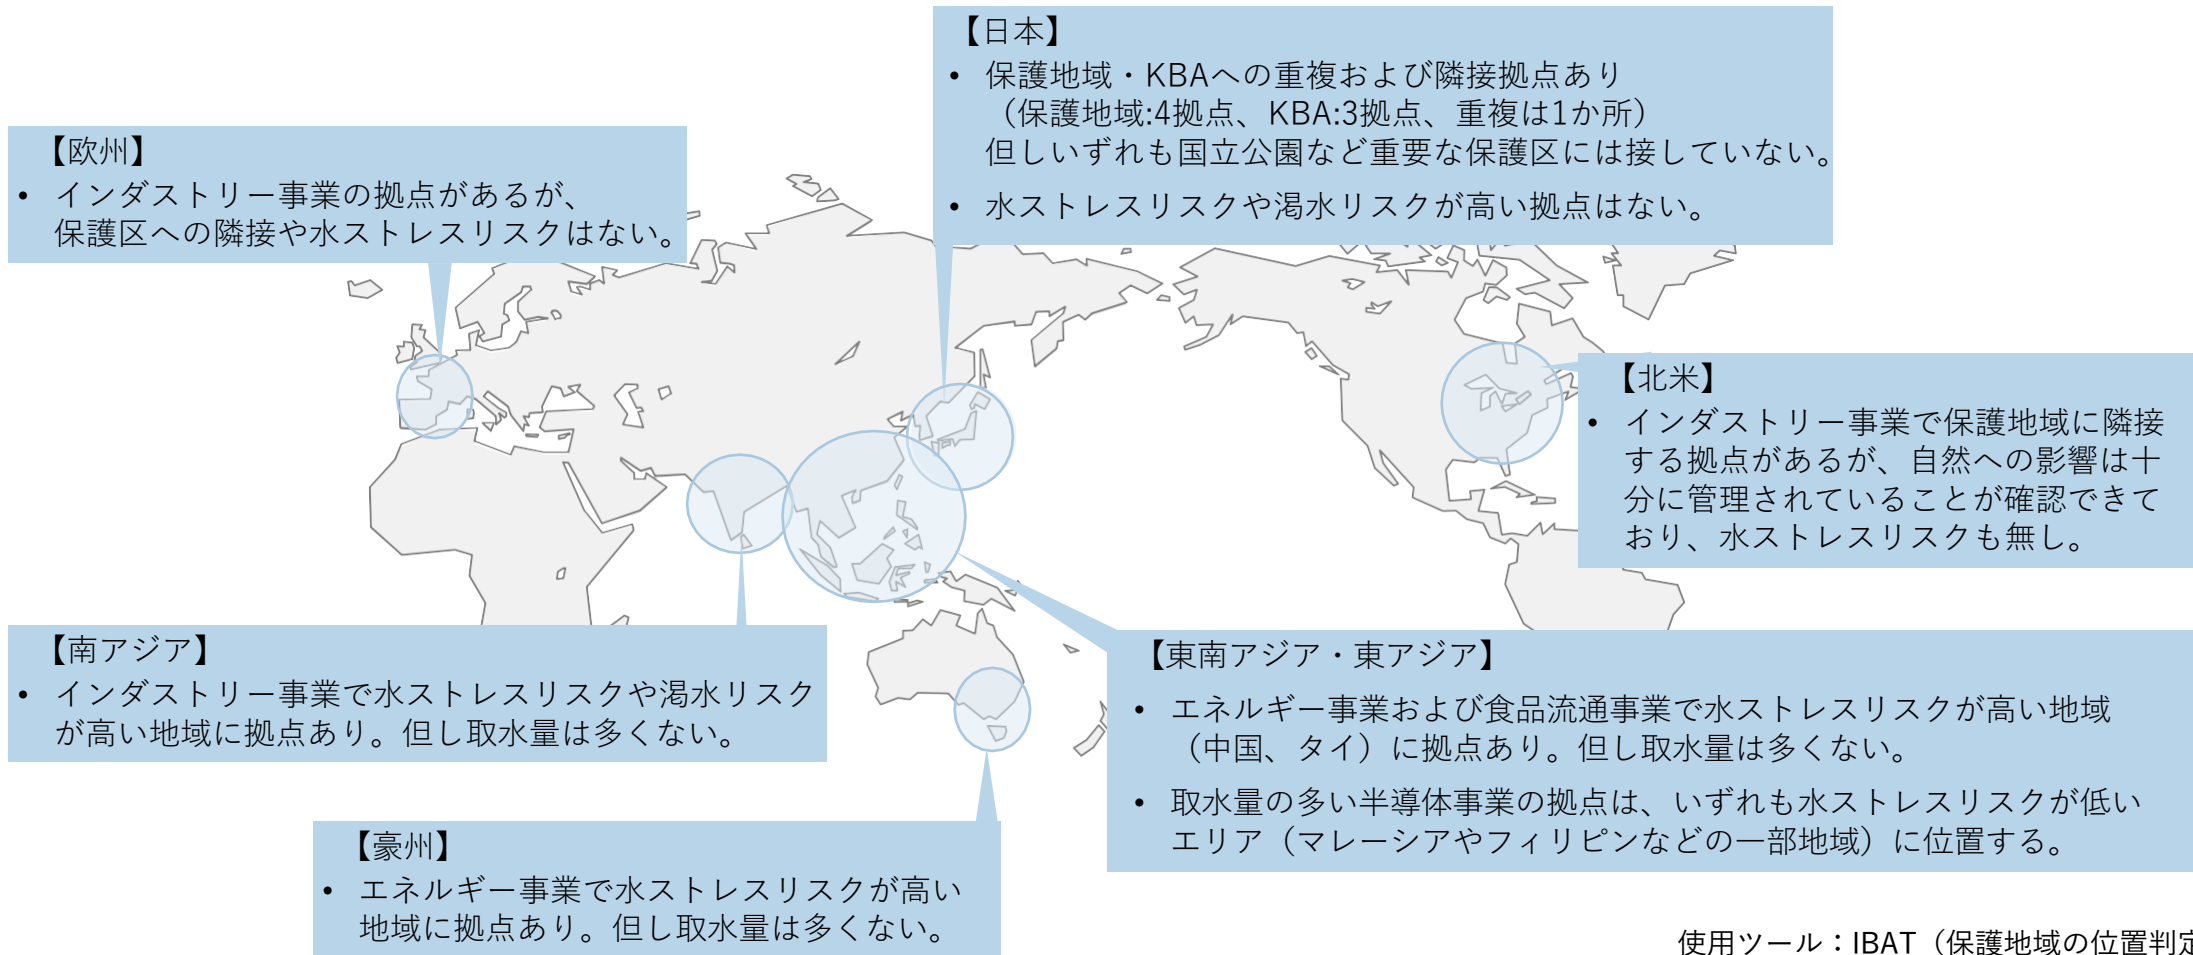 【日本】
• 保護地域・KBAへの重複および隣接拠点あり
（保護地域:4拠点、KBA:3拠点、重複は1か所）
但しいずれも国立公園など重要な保護区には接していない。
• 水ストレスリスクや渇水リスクが高い拠点はない。
【欧州】
• インダストリー事業の拠点があるが、
保護区への隣接や水ストレスリスクはない。
【北米】
• インダストリー事業で保護地域に隣接
する拠点があるが、自然への影響は十
分に管理されていることが確認できて
おり、水ストレスリスクも無し。
【南アジア】
• インダストリー事業で水ストレスリスクや渇水リスク
が高い地域に拠点あり。但し取水量は多くない。
【東南アジア・東アジア】
• エネルギー事業および食品流通事業で水ストレスリスクが高い地域
（中国、タイ）に拠点あり。但し取水量は多くない。
• 取水量の多い半導体事業の拠点は、いずれも水ストレスリスクが低い
エリア（マレーシアやフィリピンなどの一部地域）に位置する。
【豪州】
• エネルギー事業で水ストレスリスクが高い
地域に拠点あり。但し取水量は多くない。
使用ツール：IBAT（保護地域の位置判定